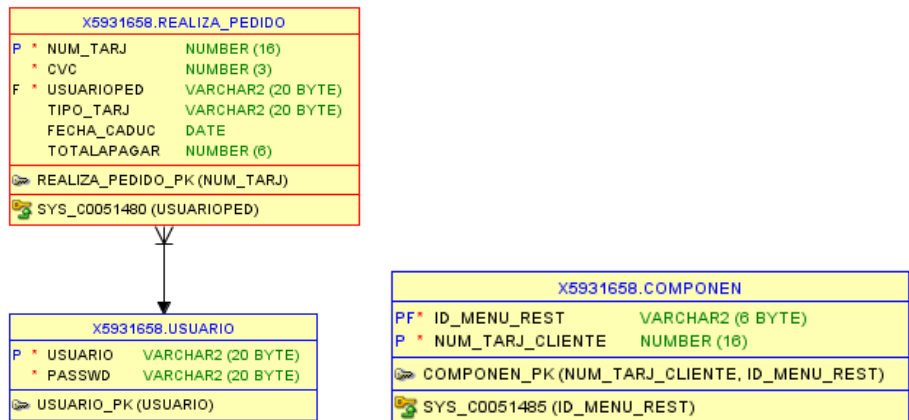 X5931658.REALIZA_PEDIDO
P * NUM_TARJ NUMBER (16)
* CVC NUMBER (3)
F * USUARIOPED VARCHAR2 (20 BYTE)
TIPO_TARJ VARCHAR2 (20 BYTE)
FECHA_CADUC DATE
TOTALAPAGAR NUMBER (6)
REALIZA_PEDIDO_PK (NUM_TARJ)
SYS_C0051480 (USUARIOPED)
X5931658.USUARIO
P * USUARIO VARCHAR2 (20 BYTE)
* PASSWD VARCHAR2 (20 BYTE)
USUARIO_PK (USUARIO)
X5931658.COMPONEN
PF* ID_MENU_REST VARCHAR2 (6 BYTE)
P * NUM_TARJ_CLIENTE NUMBER (16)
COMPONEN_PK (NUM_TARJ_CLIENTE, ID_MENU_REST)
SYS_C0051485 (ID_MENU_REST)